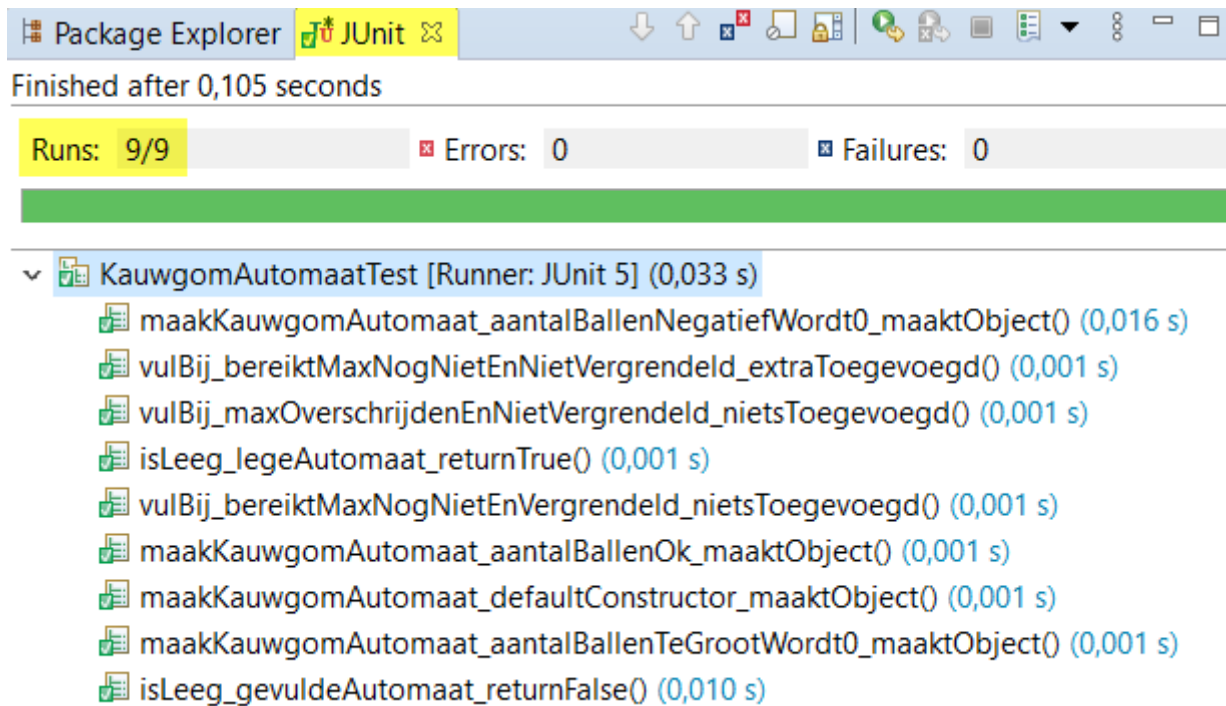 Package Explorer JUnit
Finished after 0,105 seconds
Runs: 9/9 Errors: 0 Failures: 0
KauwgomAutomaatTest [Runner: JUnit 5] (0,033 s)
maakKauwgomAutomaat_aantalBallenNegatiefWordt0_maaktObject() (0,016 s)
vulBij_bereiktMaxNogNietEnNietVergrendeld_extraToegevoegd() (0,001 s)
vulBij_maxOverschrijdenEnNietVergrendeld_nietsToegevoegd() (0,001 s)
isLeeg_legeAutomaat_returnTrue() (0,001 s)
vulBij_bereiktMaxNogNietEnVergrendeld_nietsToegevoegd() (0,001 s)
maakKauwgomAutomaat_aantalBallenOk_maaktObject() (0,001 s)
maakKauwgomAutomaat_defaultConstructor_maaktObject() (0,001 s)
maakKauwgomAutomaat_aantalBallenTeGrootWordt0_maaktObject() (0,001 s)
isLeeg_gevuldeAutomaat_returnFalse() (0,010 s)